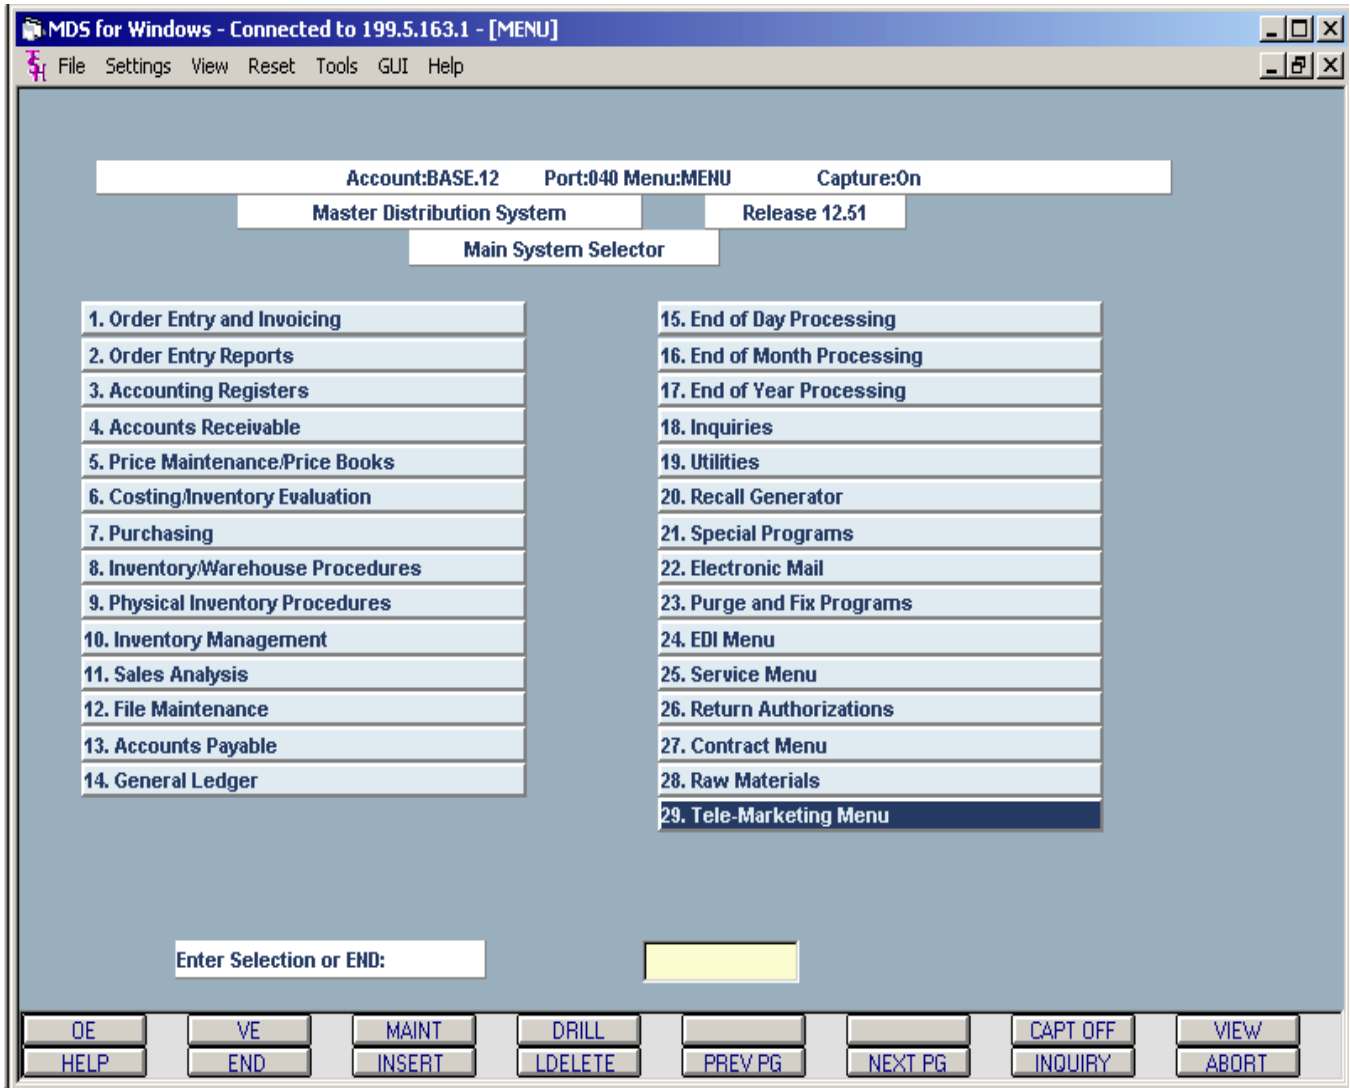 MDS for Windows - Connected to 199.5.163.1 - [MENU]
File Settings View Reset Tools GUI Help
Account:BASE.12 Port:040 Menu:MENU Capture:On
Master Distribution System Release 12.51
Main System Selector
1. Order Entry and Invoicing
2. Order Entry Reports
3. Accounting Registers
4. Accounts Receivable
5. Price Maintenance/Price Books
6. Costing/Inventory Evaluation
7. Purchasing
8. Inventory/Warehouse Procedures
9. Physical Inventory Procedures
10. Inventory Management
11. Sales Analysis
12. File Maintenance
13. Accounts Payable
14. General Ledger
15. End of Day Processing
16. End of Month Processing
17. End of Year Processing
18. Inquiries
19. Utilities
20. Recall Generator
21. Special Programs
22. Electronic Mail
23. Purge and Fix Programs
24. EDI Menu
25. Service Menu
26. Return Authorizations
27. Contract Menu
28. Raw Materials
29. Tele-Marketing Menu
Enter Selection or END:
OE VE MAINT DRILL CAPT OFF VIEW
HELP END INSERT LDELETE PREV PG NEXT PG INQUIRY ABORT